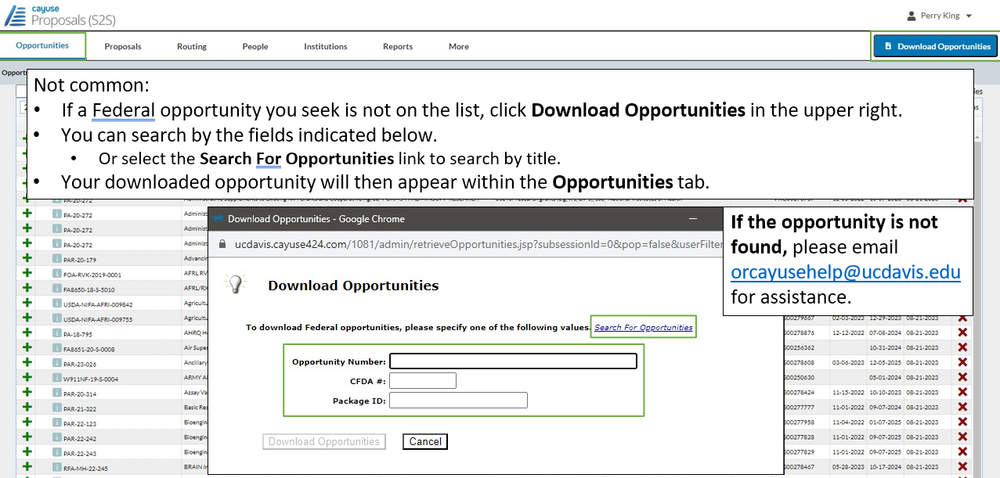 cayuse
Proposals (S2S)
Perry King
Opportunities
Proposals
Routing
People
Institutions
Reports
More
Download Opportunities
Not common:
• If a Federal opportunity you seek is not on the list, click Download Opportunities in the upper right.
• You can search by the fields indicated below.
• Or select the Search For Opportunities link to search by title.
• Your downloaded opportunity will then appear within the Opportunities tab.
If the opportunity is not
found, please email
orcayusehelp@ucdavis.edu
for assistance.
Download Opportunities - Google Chrome
ucdavis.cayuse424.com/1081/admin/retrieveOpportunities.jsp?subsessionId=0&pop=false&userFilter
Download Opportunities
To download Federal opportunities, please specify one of the following values. Search For Opportunities
Opportunity Number:
CFDA #:
Package ID:
Download Opportunities
Cancel
PA-20-272
PA-20-272 Administ
PA-20-272 Administ
PA-20-272 Administ
PAR-20-179 Advancin
FOA-RVK-2019-0001 AFRL RV
FA8650-18-S-5010 AFRL/RX
USDA-NIFA-AFRI-009842 Agricultu
USDA-NIFA-AFRI-009755 Agricultu 00279667 02-03-2023 12-29-2023 08-21-2023
PA-18-795 AHRQ H 00278876 12-12-2022 07-08-2024 08-21-2023
FA8651-20-S-0008 Air Super 00256362 10-31-2024 08-21-2023
PAR-23-026 Ancillary 00278608 03-06-2023 12-05-2025 08-21-2023
W911NF-19-S-0004 ARMY A 00250630 05-01-2024 08-21-2023
PAR-20-314 Assay Va 00278424 11-15-2022 10-10-2023 08-21-2023
PAR-21-322 Basic Res 00277777 11-01-2022 09-07-2024 08-21-2023
PAR-22-123 Bioengin 00277958 11-04-2022 01-07-2025 08-21-2023
PAR-22-242 Bioengin 00277828 11-01-2022 09-07-2025 08-21-2023
PAR-22-243 Bioengin 00277829 11-01-2022 09-07-2025 08-21-2023
RFA-MH-22-245 BRAIN In 00278467 05-28-2023 10-17-2024 08-21-2023